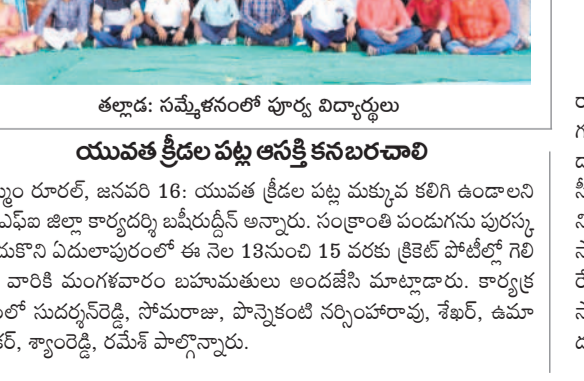 తల్లాడ: సమ్మేళనంలో పూర్వ విద్యార్థులు
యువత క్రీడల పట్ల ఆసక్తి కనబరచాలి
రూరల్, జనవరి 16: యువత క్రీడల పట్ల మక్కువ కలిగి ఉండాలని
ఎఫ్ఐ జిల్లా కార్యదర్శి బషీరుద్దీన్ అన్నారు. సంక్రాంతి పండుగను పురస్క
చుకొని ఏదులాపురంలో ఈ నెల 13నుంచి 15 వరకు క్రికెట్ పోటీల్లో గెలి
వారికి మంగళవారం బహుమతులు అందజేసి మాట్లాడారు. కార్యక్ర
లో సుదర్శన్‌రెడ్డి, సోమరాజు, పొన్నెకంటి నర్సింహారావు, శేఖర్, ఉమా
కర్, శ్యాంరెడ్డి, రమేశ్ పాల్గొన్నారు.